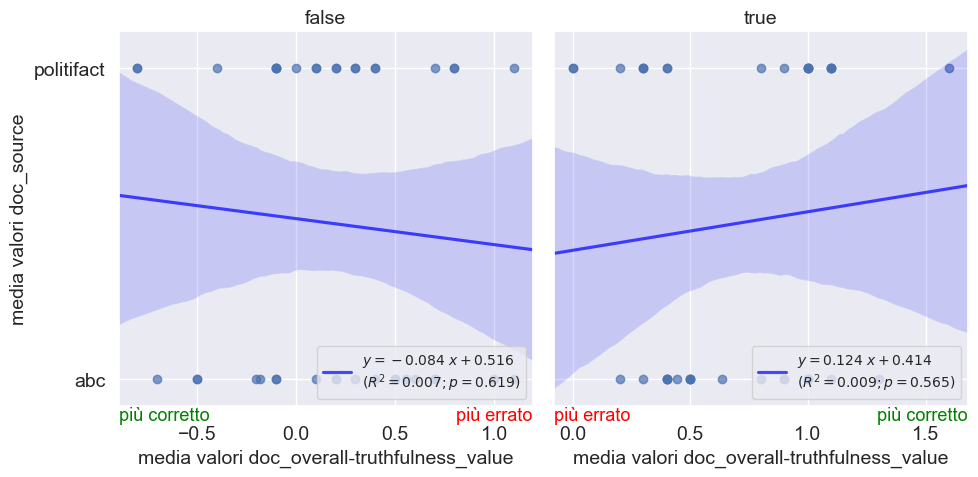 false
true
politifact
abc
media valori doc_source
y = −0.084 x + 0.516
(R² = 0.007; p = 0.619)
y = 0.124 x + 0.414
(R² = 0.009; p = 0.565)
più corretto
più errato
più errato
più corretto
−0.5
0.0
0.5
1.0
0.0
0.5
1.0
1.5
media valori doc_overall-truthfulness_value
media valori doc_overall-truthfulness_value